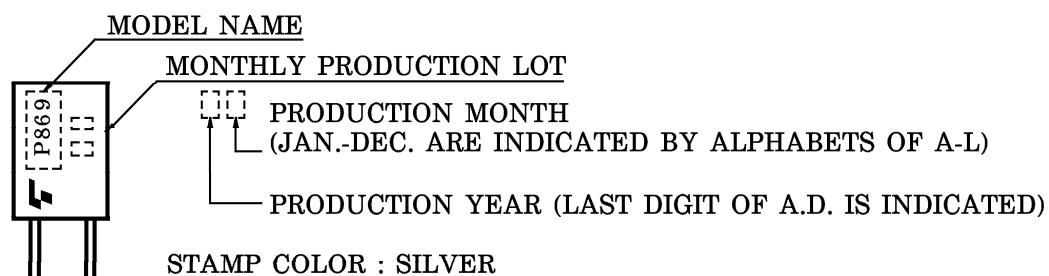 MODEL NAME
MONTHLY PRODUCTION LOT
P869
PRODUCTION MONTH
(JAN.-DEC. ARE INDICATED BY ALPHABETS OF A-L)
PRODUCTION YEAR (LAST DIGIT OF A.D. IS INDICATED)
STAMP COLOR : SILVER